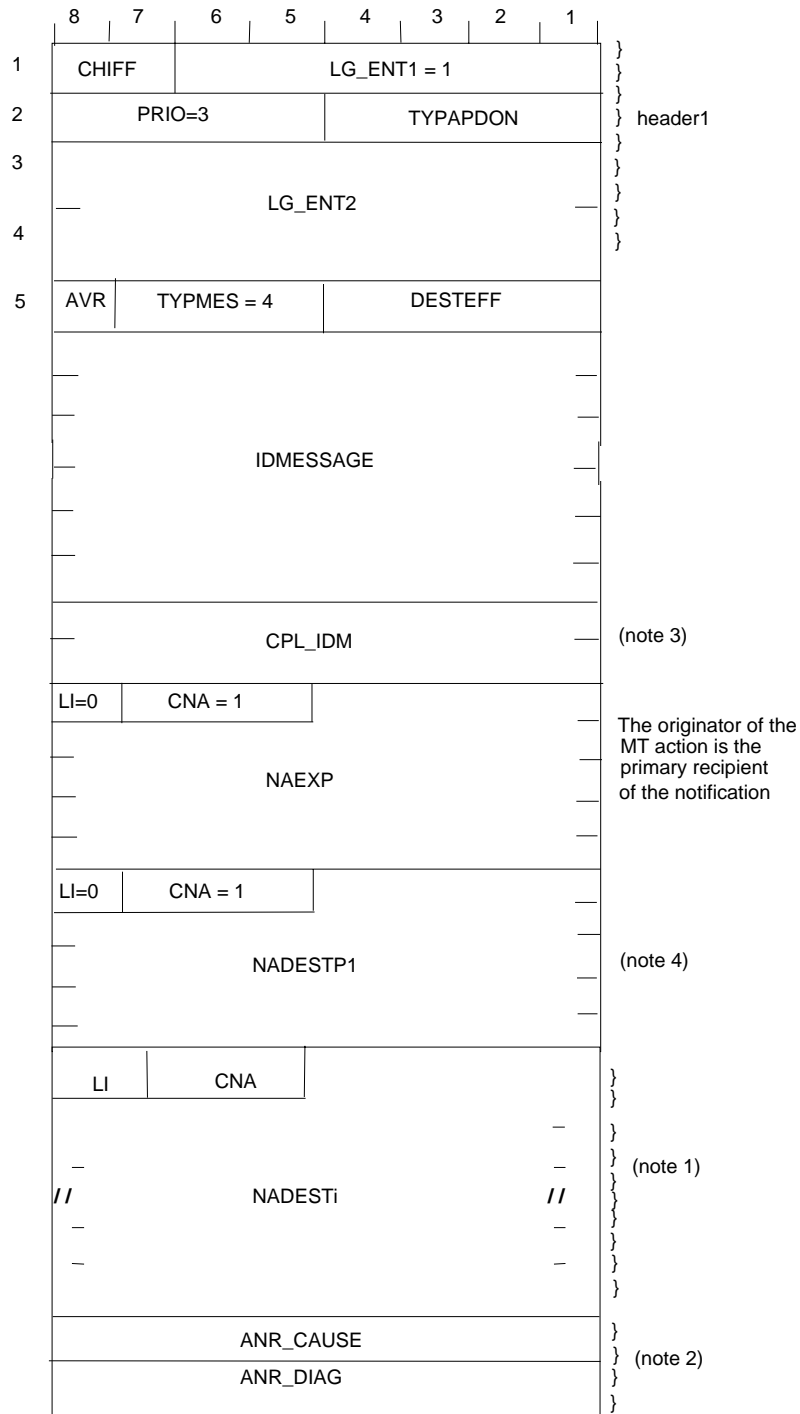 8 7 6 5 4 3 2 1
1 CHIFF LG_ENT1 = 1 }
}
}
2 PRIO=3 TYPAPDON } header1
}
3 }
LG_ENT2 }
}
4 }
5 AVR TYPMES = 4 DESTEFF
IDMESSAGE
CPL_IDM (note 3)
LI=0 CNA = 1
The originator of the
MT action is the
primary recipient
of the notification
NAEXP
LI=0 CNA = 1
NADESTP1 (note 4)
LI CNA }
}
}
} (note 1)
}
// NADESTi // }
}
}
}
}
ANR_CAUSE }
} (note 2)
ANR_DIAG }
}